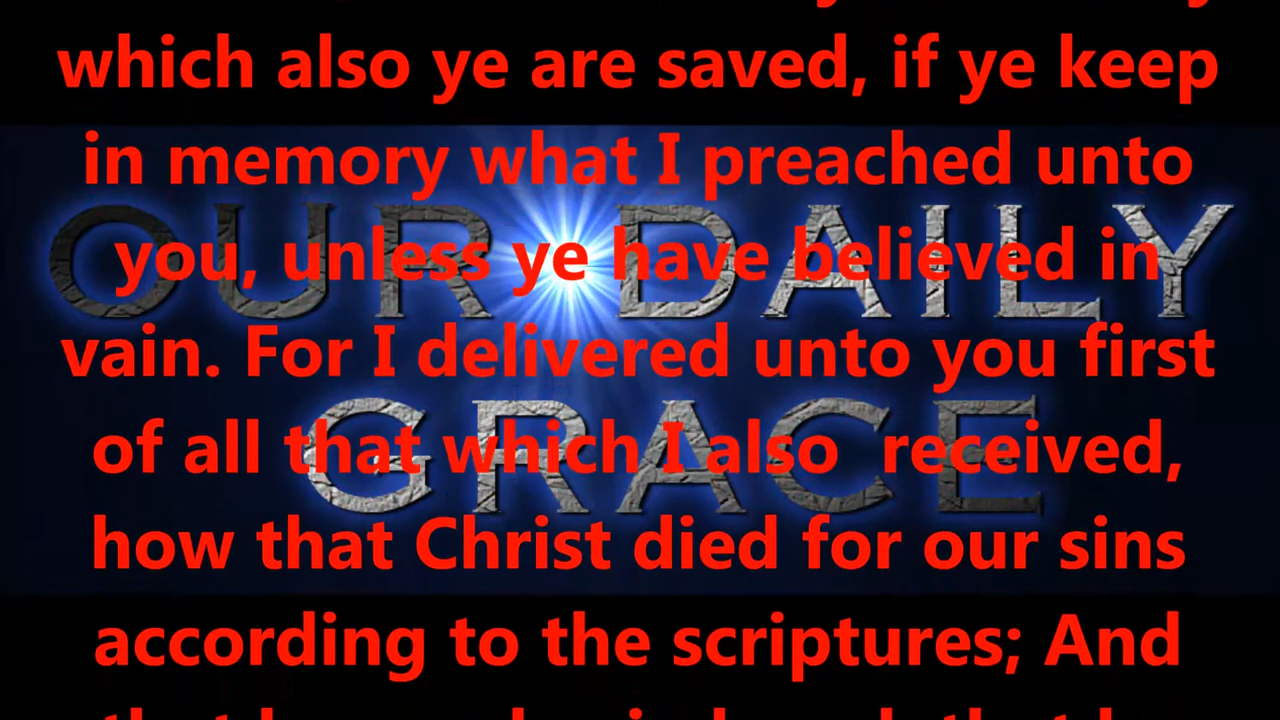 which also ye are saved, if ye keep
in memory what I preached unto
you, unless ye have believed in
vain. For I delivered unto you first
of all that which I also  received,
how that Christ died for our sins
according to the scriptures; And
OUR DAILY
GRACE